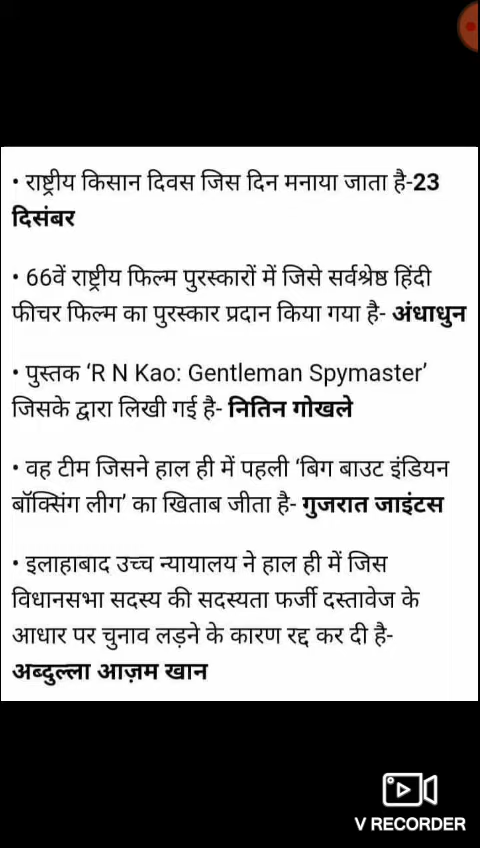 • राष्ट्रीय किसान दिवस जिस दिन मनाया जाता है-23
दिसंबर
• 66वें राष्ट्रीय फिल्म पुरस्कारों में जिसे सर्वश्रेष्ठ हिंदी
फीचर फिल्म का पुरस्कार प्रदान किया गया है- अंधाधुन
• पुस्तक ‘R N Kao: Gentleman Spymaster’
जिसके द्वारा लिखी गई है- नितिन गोखले
• वह टीम जिसने हाल ही में पहली ‘बिग बाउट इंडियन
बॉक्सिंग लीग’ का खिताब जीता है- गुजरात जाइंटस
• इलाहाबाद उच्च न्यायालय ने हाल ही में जिस
विधानसभा सदस्य की सदस्यता फर्जी दस्तावेज के
आधार पर चुनाव लड़ने के कारण रद्द कर दी है-
अब्दुल्ला आज़म खान
V RECORDER